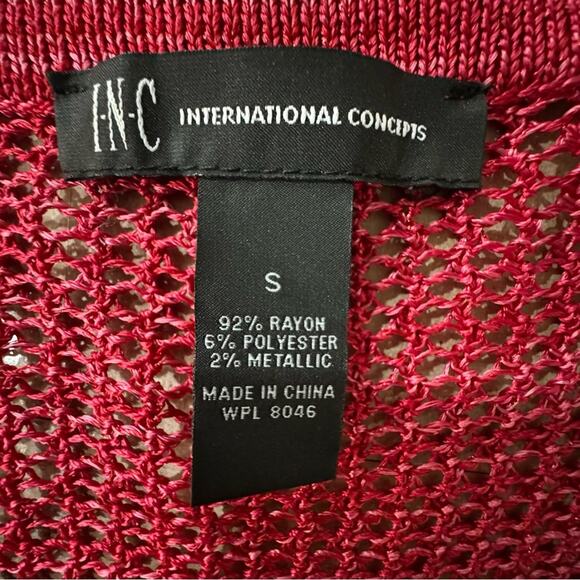 I-N-C INTERNATIONAL CONCEPTS
S
92% RAYON
6% POLYESTER
2% METALLIC
MADE IN CHINA
WPL 8046